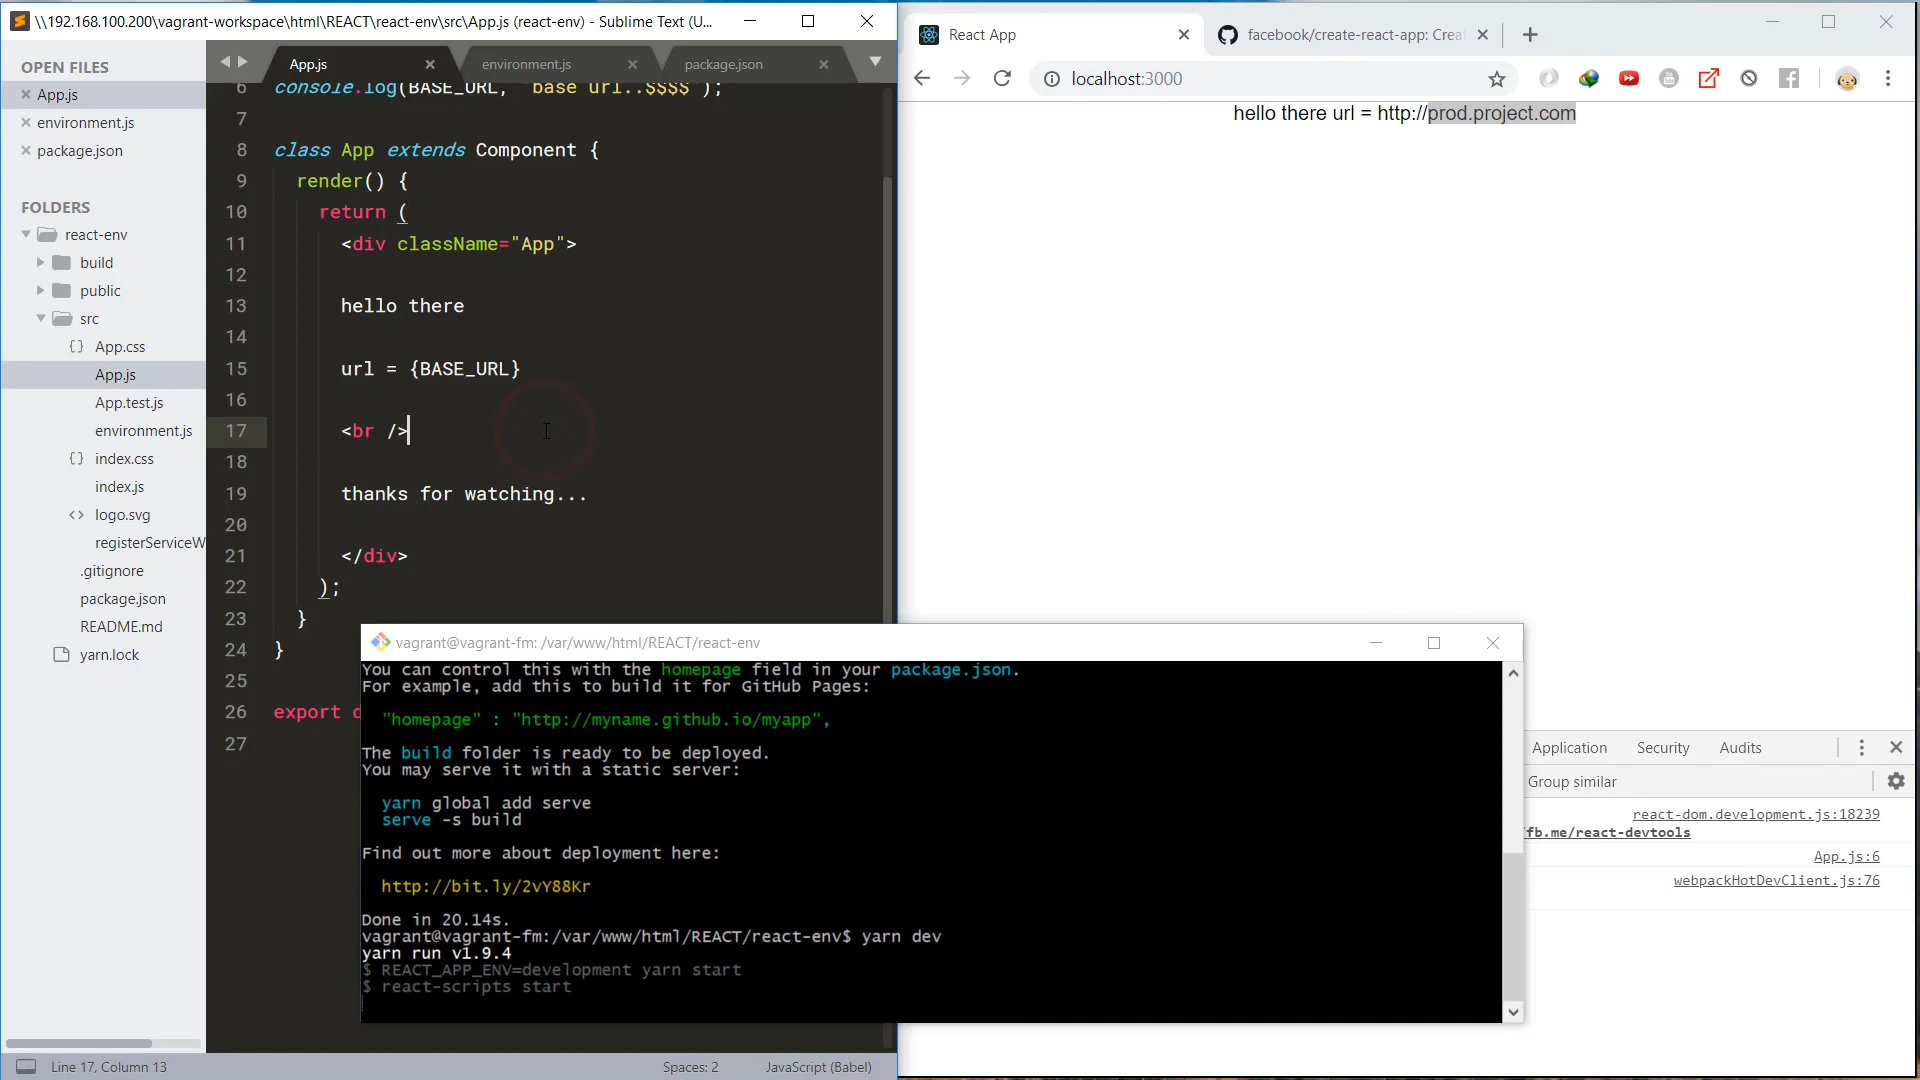 \\192.168.100.200\vagrant-workspace\html\REACT\react-env\src\App.js (react-env) - Sublime Text (U...
OPEN FILES
App.js
environment.js
package.json
FOLDERS
react-env
build
public
src
{} App.css
App.js
App.test.js
environment.js
{} index.css
index.js
<> logo.svg
registerServiceW
.gitignore
package.json
README.md
yarn.lock
App.js
environment.js
package.json
6 console.log(BASE_URL, "base url..$$$$");
7
8 class App extends Component {
9 render() {
10 return (
11 <div className="App">
12
13 hello there
14
15 url = {BASE_URL}
16
17 <br />
18
19 thanks for watching...
20
21 </div>
22 );
23 }
24 }
25
26 export d
27
Line 17, Column 13
Spaces: 2
JavaScript (Babel)
React App
facebook/create-react-app: Crea
localhost:3000
hello there url = http://prod.project.com
vagrant@vagrant-fm: /var/www/html/REACT/react-env
You can control this with the homepage field in your package.json.
For example, add this to build it for GitHub Pages:
"homepage" : "http://myname.github.io/myapp",
The build folder is ready to be deployed.
You may serve it with a static server:
yarn global add serve
serve -s build
Find out more about deployment here:
http://bit.ly/2vY88Kr
Done in 20.14s.
vagrant@vagrant-fm:/var/www/html/REACT/react-env$ yarn dev
yarn run v1.9.4
$ REACT_APP_ENV=development yarn start
$ react-scripts start
Application
Security
Audits
Group similar
react-dom.development.js:18239
/fb.me/react-devtools
App.js:6
webpackHotDevClient.js:76